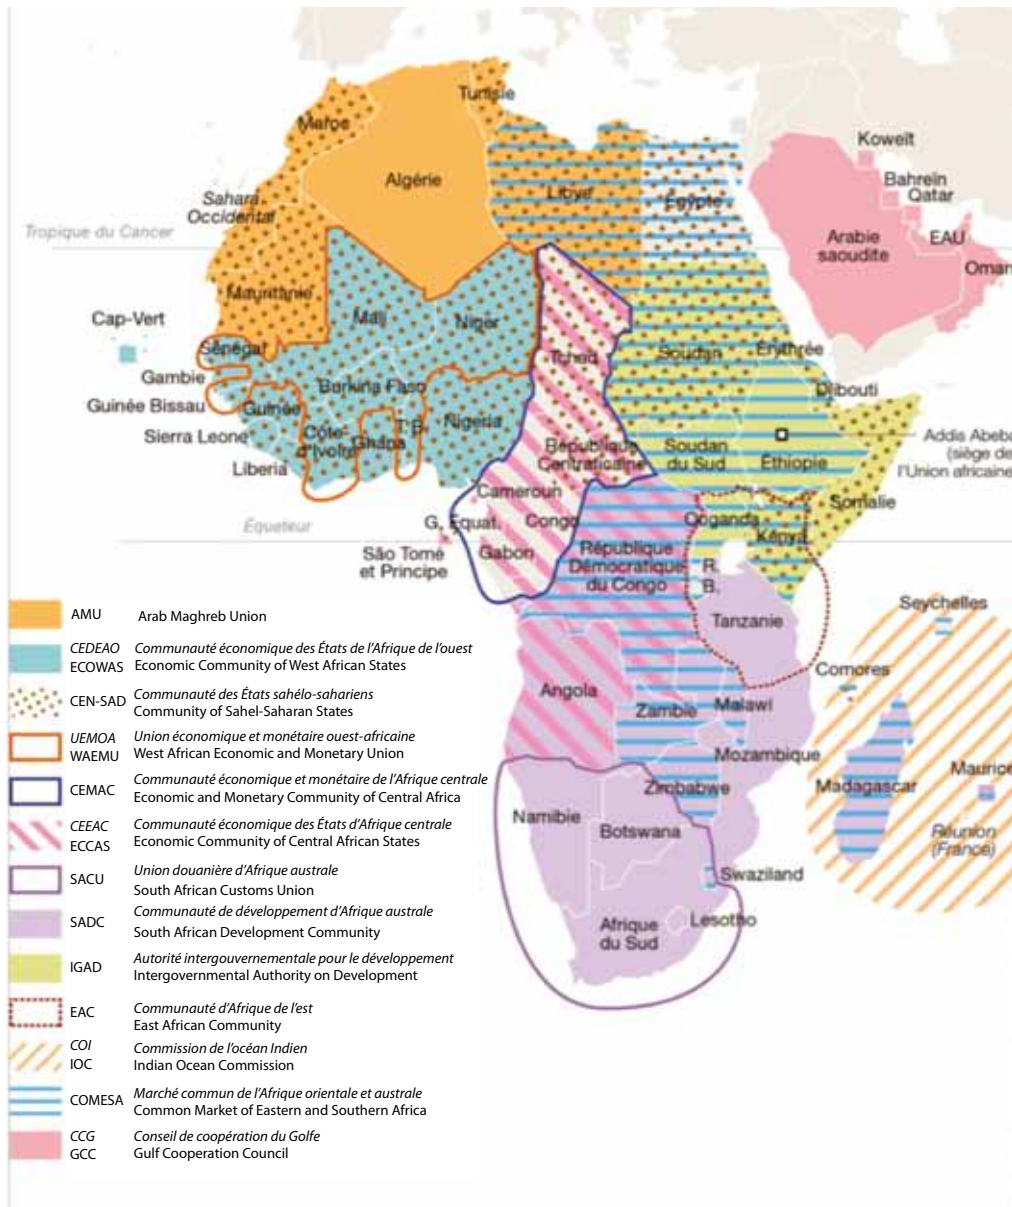 Tunisie
Maroc
Koweït
Algérie
Bahrein
Libye
Qatar
Égypte
Sahara
Occidental
Tropique du Cancer
EAU
Arabie
saoudite
Oman
Mauritanie
Cap-Vert
Mali
Niger
Sénégal
Soudan
Érythrée
Tchad
Gambie
Burkina Faso
Djibouti
Guinée Bissau
Guinée
Nigeria
T.
B.
Côte-
d'Ivoire
Ghana
Sierra Leone
Soudan
du Sud
Addis Abeba
(siège de
l'Union africaine
République
Centraficaine
Éthiopie
Liberia
Cameroun
Somalie
Équateur
G. Équat.
Congo
Ouganda
Kenya
São Tomé
et Principe
Gabon
République
Démocratique
du Congo
R.
B.
Seychelles
Tanzanie
Comores
Angola
Zambie
Malawi
Mozambique
Zimbabwe
Madagascar
Maurice
Namibie
Botswana
Réunion
(France)
Swaziland
Afrique
du Sud
Lesotho
AMU Arab Maghreb Union
CEDEAO Communauté économique des États de l'Afrique de l'ouest
ECOWAS Economic Community of West African States
CEN-SAD Communauté des États sahélo-sahariens
Community of Sahel-Saharan States
UEMOA Union économique et monétaire ouest-africaine
WAEMU West African Economic and Monetary Union
CEMAC Communauté économique et monétaire de l'Afrique centrale
Economic and Monetary Community of Central Africa
CEEAC Communauté économique des États d'Afrique centrale
ECCAS Economic Community of Central African States
SACU Union douanière d'Afrique australe
South African Customs Union
SADC Communauté de développement d'Afrique australe
South African Development Community
IGAD Autorité intergouvernementale pour le développement
Intergovernmental Authority on Development
EAC Communauté d'Afrique de l'est
East African Community
COI Commission de l'océan Indien
IOC Indian Ocean Commission
COMESA Marché commun de l'Afrique orientale et australe
Common Market of Eastern and Southern Africa
CCG Conseil de coopération du Golfe
GCC Gulf Cooperation Council